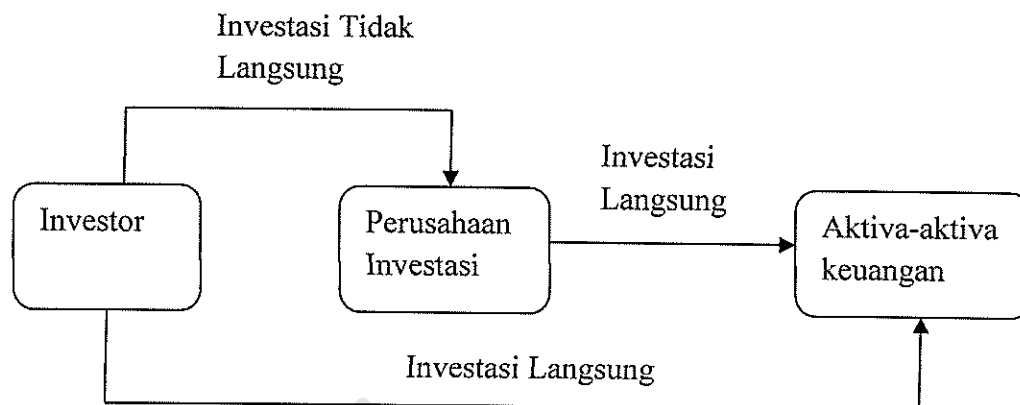 Investasi Tidak
Langsung
Investor
Perusahaan
Investasi
Investasi
Langsung
Aktiva-aktiva
keuangan
Investasi Langsung